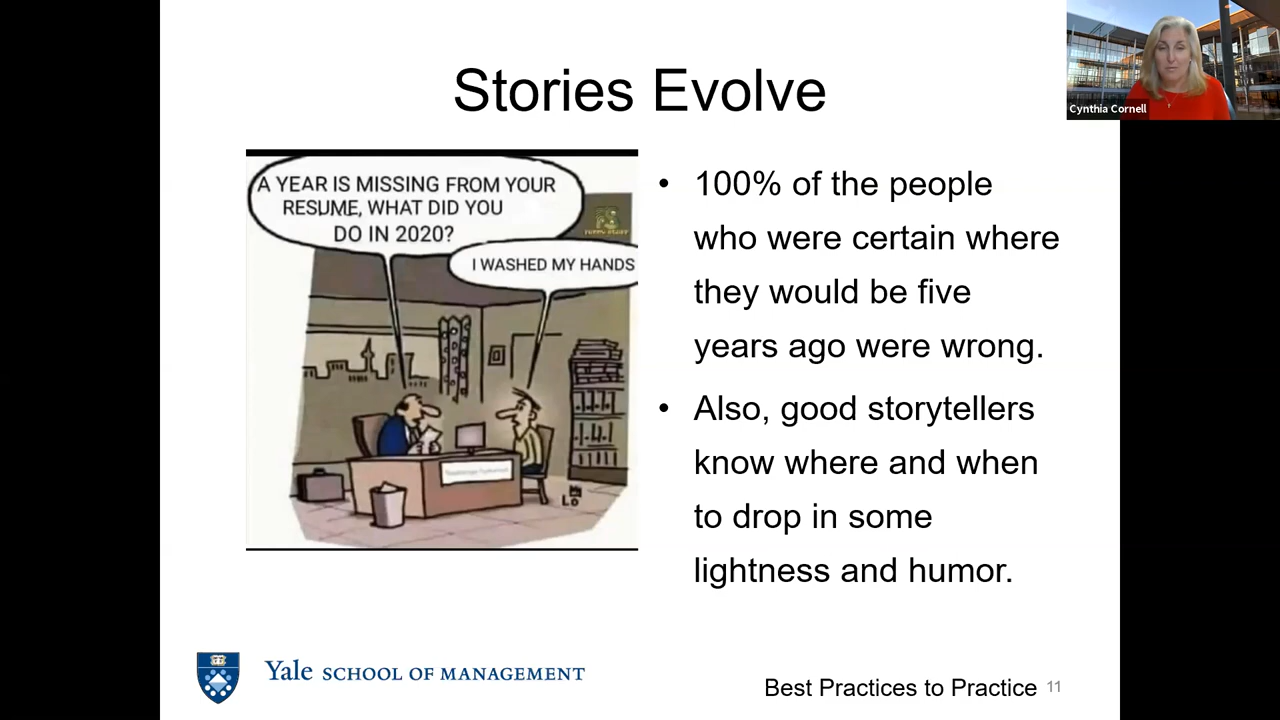 Stories Evolve
Cynthia Cornell
A YEAR IS MISSING FROM YOUR
RESUME, WHAT DID YOU
DO IN 2020?
I WASHED MY HANDS
LO
• 100% of the people
who were certain where
they would be five
years ago were wrong.
• Also, good storytellers
know where and when
to drop in some
lightness and humor.
Yale SCHOOL OF MANAGEMENT
Best Practices to Practice 11